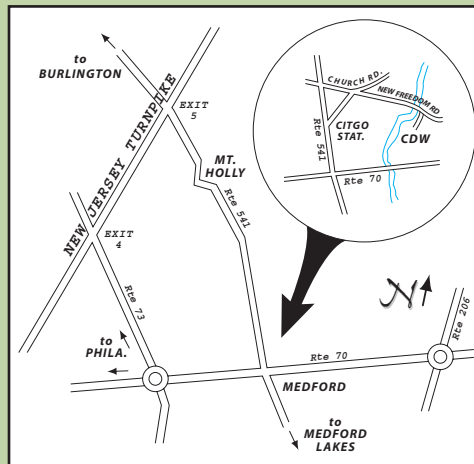 to
BURLINGTON
NEW JERSEY TURNPIKE
EXIT
5
MT.
HOLLY
Rte 541
EXIT
4
Rte 73
to
PHILA.
CHURCH RD.
NEW FREEDOM RD
CITGO
STAT.
CDW
Rte 541
Rte 70
N
Rte 206
Rte 70
MEDFORD
to
MEDFORD
LAKES